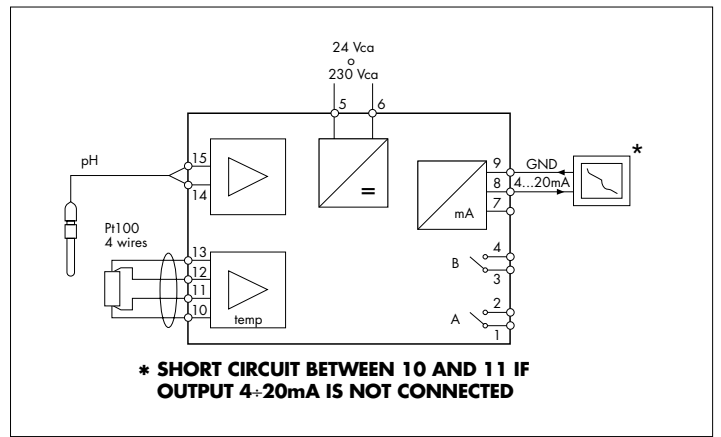 24 Vca
o
230 Vca
5 6
pH
15
14
9 GND
8 4...20mA
7
mA
=
*
Pt100
4 wires
13
12
11
10
temp
B
4
3
A
2
1
* SHORT CIRCUIT BETWEEN 10 AND 11 IF
OUTPUT 4÷20mA IS NOT CONNECTED